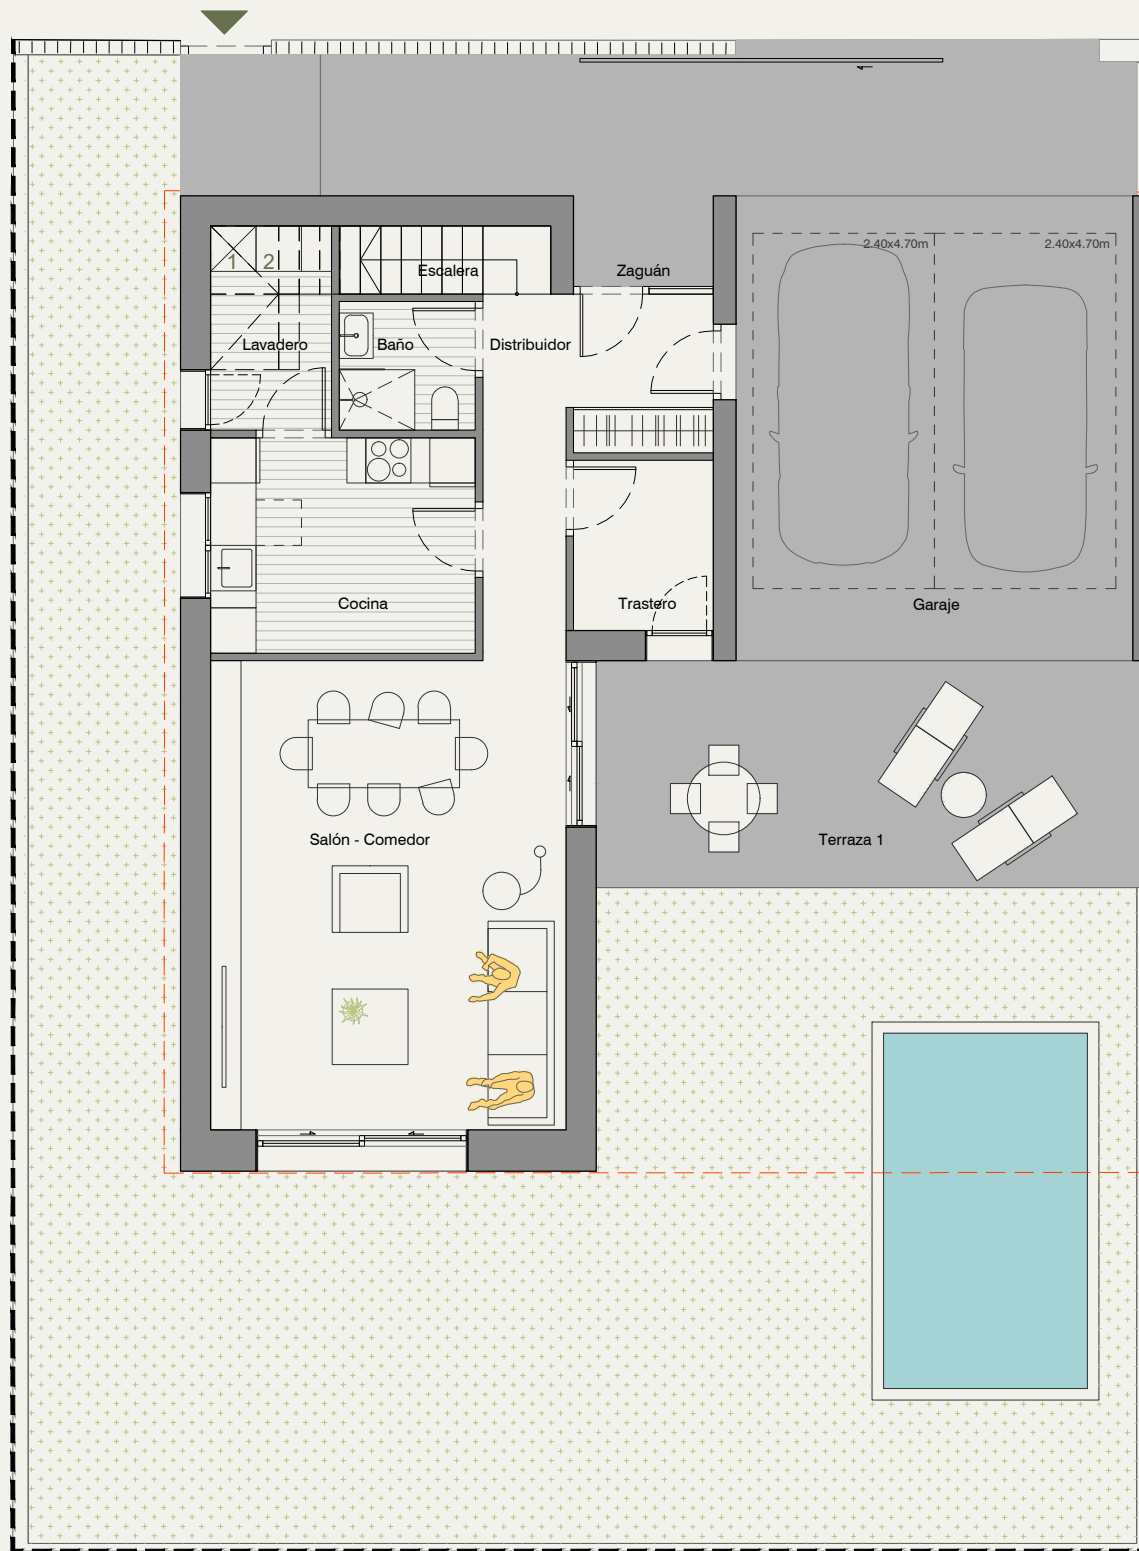 2.40x4.70m
2.40x4.70m
1
2
Escalera
Zaguán
Lavadero
Baño
Distribuidor
Cocina
Trastero
Garaje
Salón - Comedor
Terraza 1